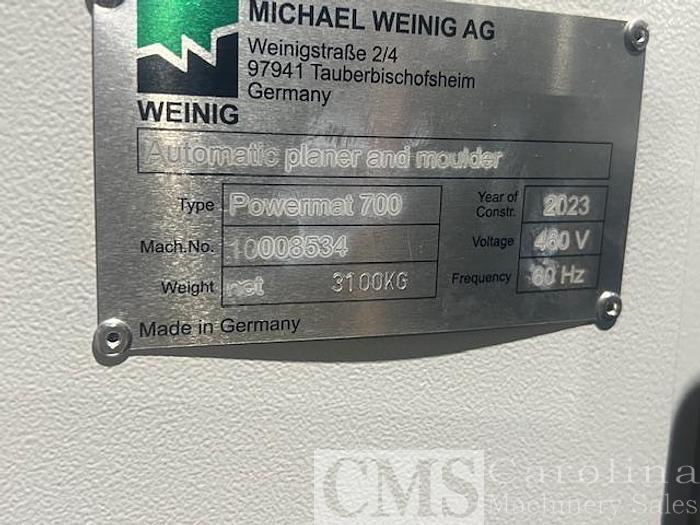 MICHAEL WEINIG AG
Weinigstraße 2/4
97941 Tauberbischofsheim
Germany
WEINIG
Automatic planer and moulder
Type Powermat 700
Year of Constr. 2023
Mach.No. 10008534
Voltage 460 V
Weight net 3100KG
Frequency 60 Hz
Made in Germany
CMS Carolina
Machinery Sales